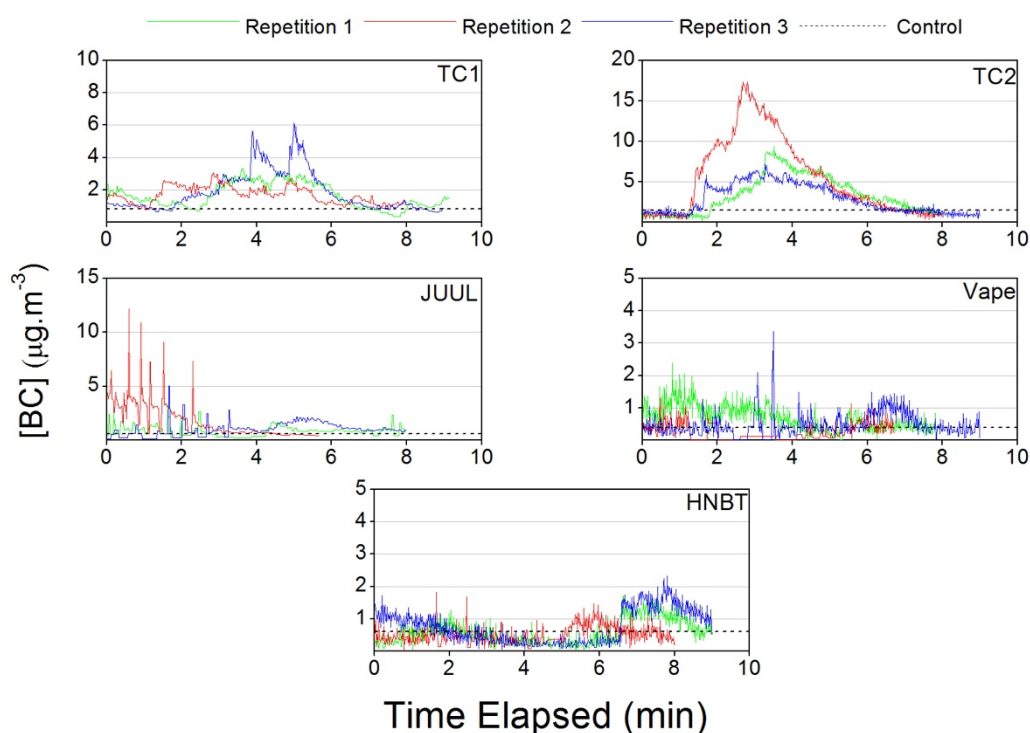 Repetition 1 Repetition 2 Repetition 3 Control
TC1
10
8
6
4
2
0 2 4 6 8 10
TC2
20
15
10
5
0 2 4 6 8 10
JUUL
15
10
5
0 2 4 6 8 10
Vape
5
4
3
2
1
0 2 4 6 8 10
HNBT
5
4
3
2
1
0 2 4 6 8 10
[BC] (μg.m⁻³)
Time Elapsed (min)